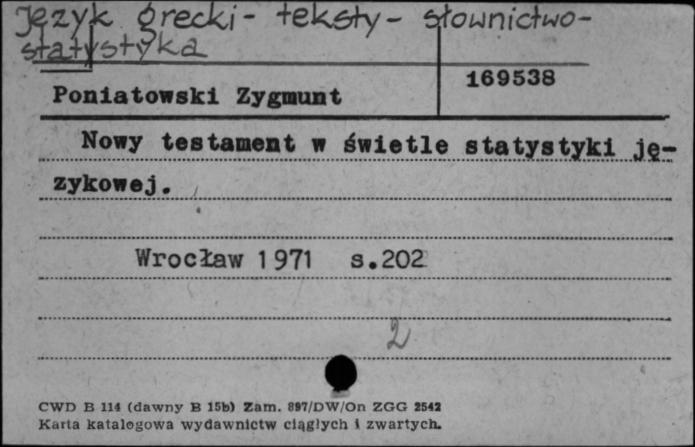 język grecki - teksty - słownictwo-
statystyka
169538
Poniatowski Zygmunt
Nowy testament w świetle statystyki ję-
zykowej.
Wrocław 1971 s.202
2
CWD B 114 (dawny B 15b) Zam. 897/DW/On ZGG 2542
Karta katalogowa wydawnictw ciągłych i zwartych.